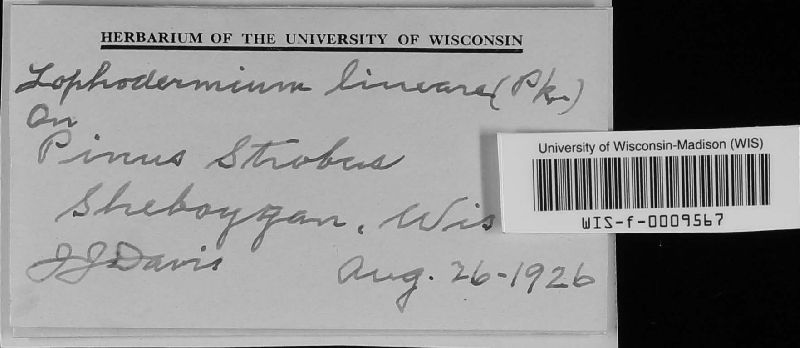 HERBARIUM OF THE UNIVERSITY OF WISCONSIN
Lophodermium lineare (Pk.)
On
Pinus Strobus
Sheboygan, Wis
JJ Davis Aug. 26-1926
University of Wisconsin-Madison (WIS)
WIS-f-0009567